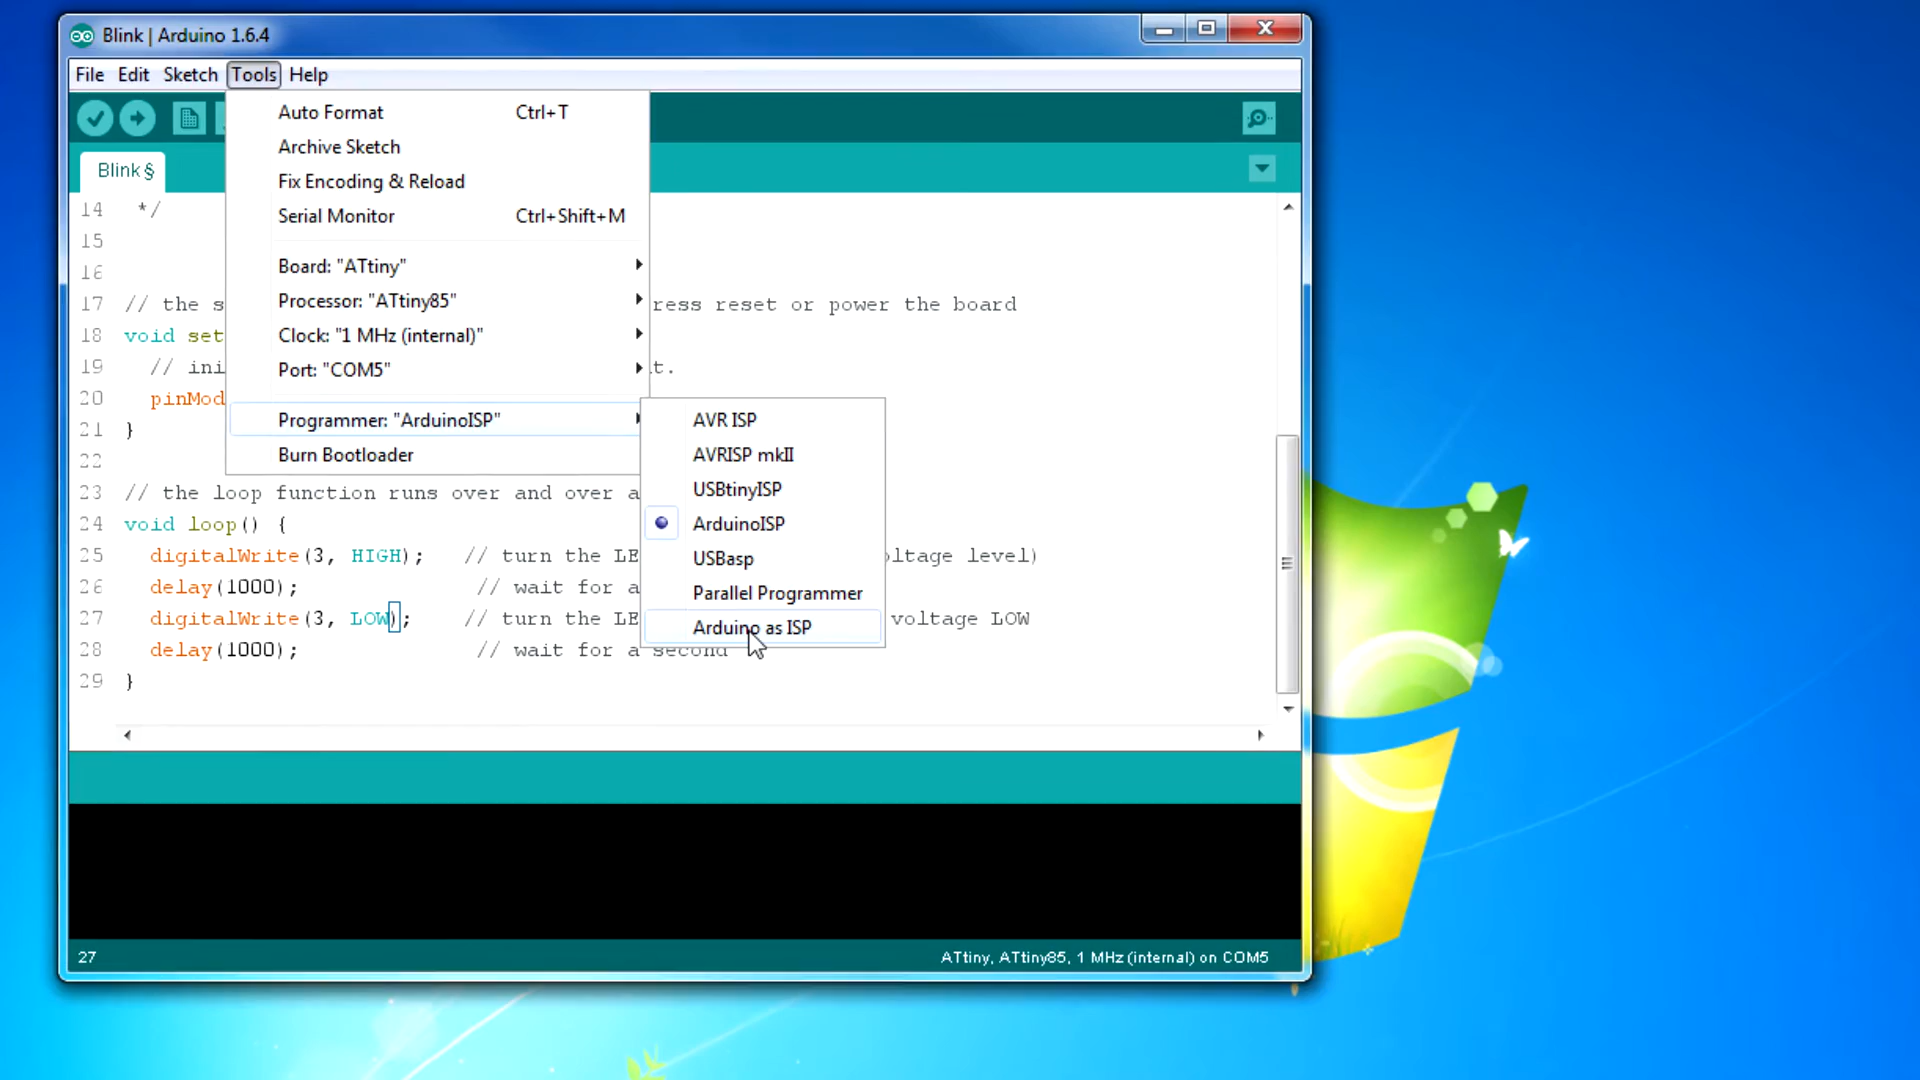 Blink | Arduino 1.6.4
File Edit Sketch Tools Help
Auto Format Ctrl+T
Archive Sketch
Fix Encoding & Reload
Serial Monitor Ctrl+Shift+M
Board: "ATtiny"
Processor: "ATtiny85"
Clock: "1 MHz (internal)"
Port: "COM5"
Programmer: "ArduinoISP"
Burn Bootloader
AVR ISP
AVRISP mkII
USBtinyISP
ArduinoISP
USBasp
Parallel Programmer
Arduino as ISP
Blink §
14 */
15
16
17 // the s ress reset or power the board
18 void set
19 // ini t.
20 pinMod
21 }
22
23 // the loop function runs over and over a
24 void loop() {
25 digitalWrite(3, HIGH); // turn the LE oltage level)
26 delay(1000); // wait for a
27 digitalWrite(3, LOW); // turn the LE voltage LOW
28 delay(1000); // wait for a second
29 }
27 ATtiny, ATtiny85, 1 MHz (internal) on COM5